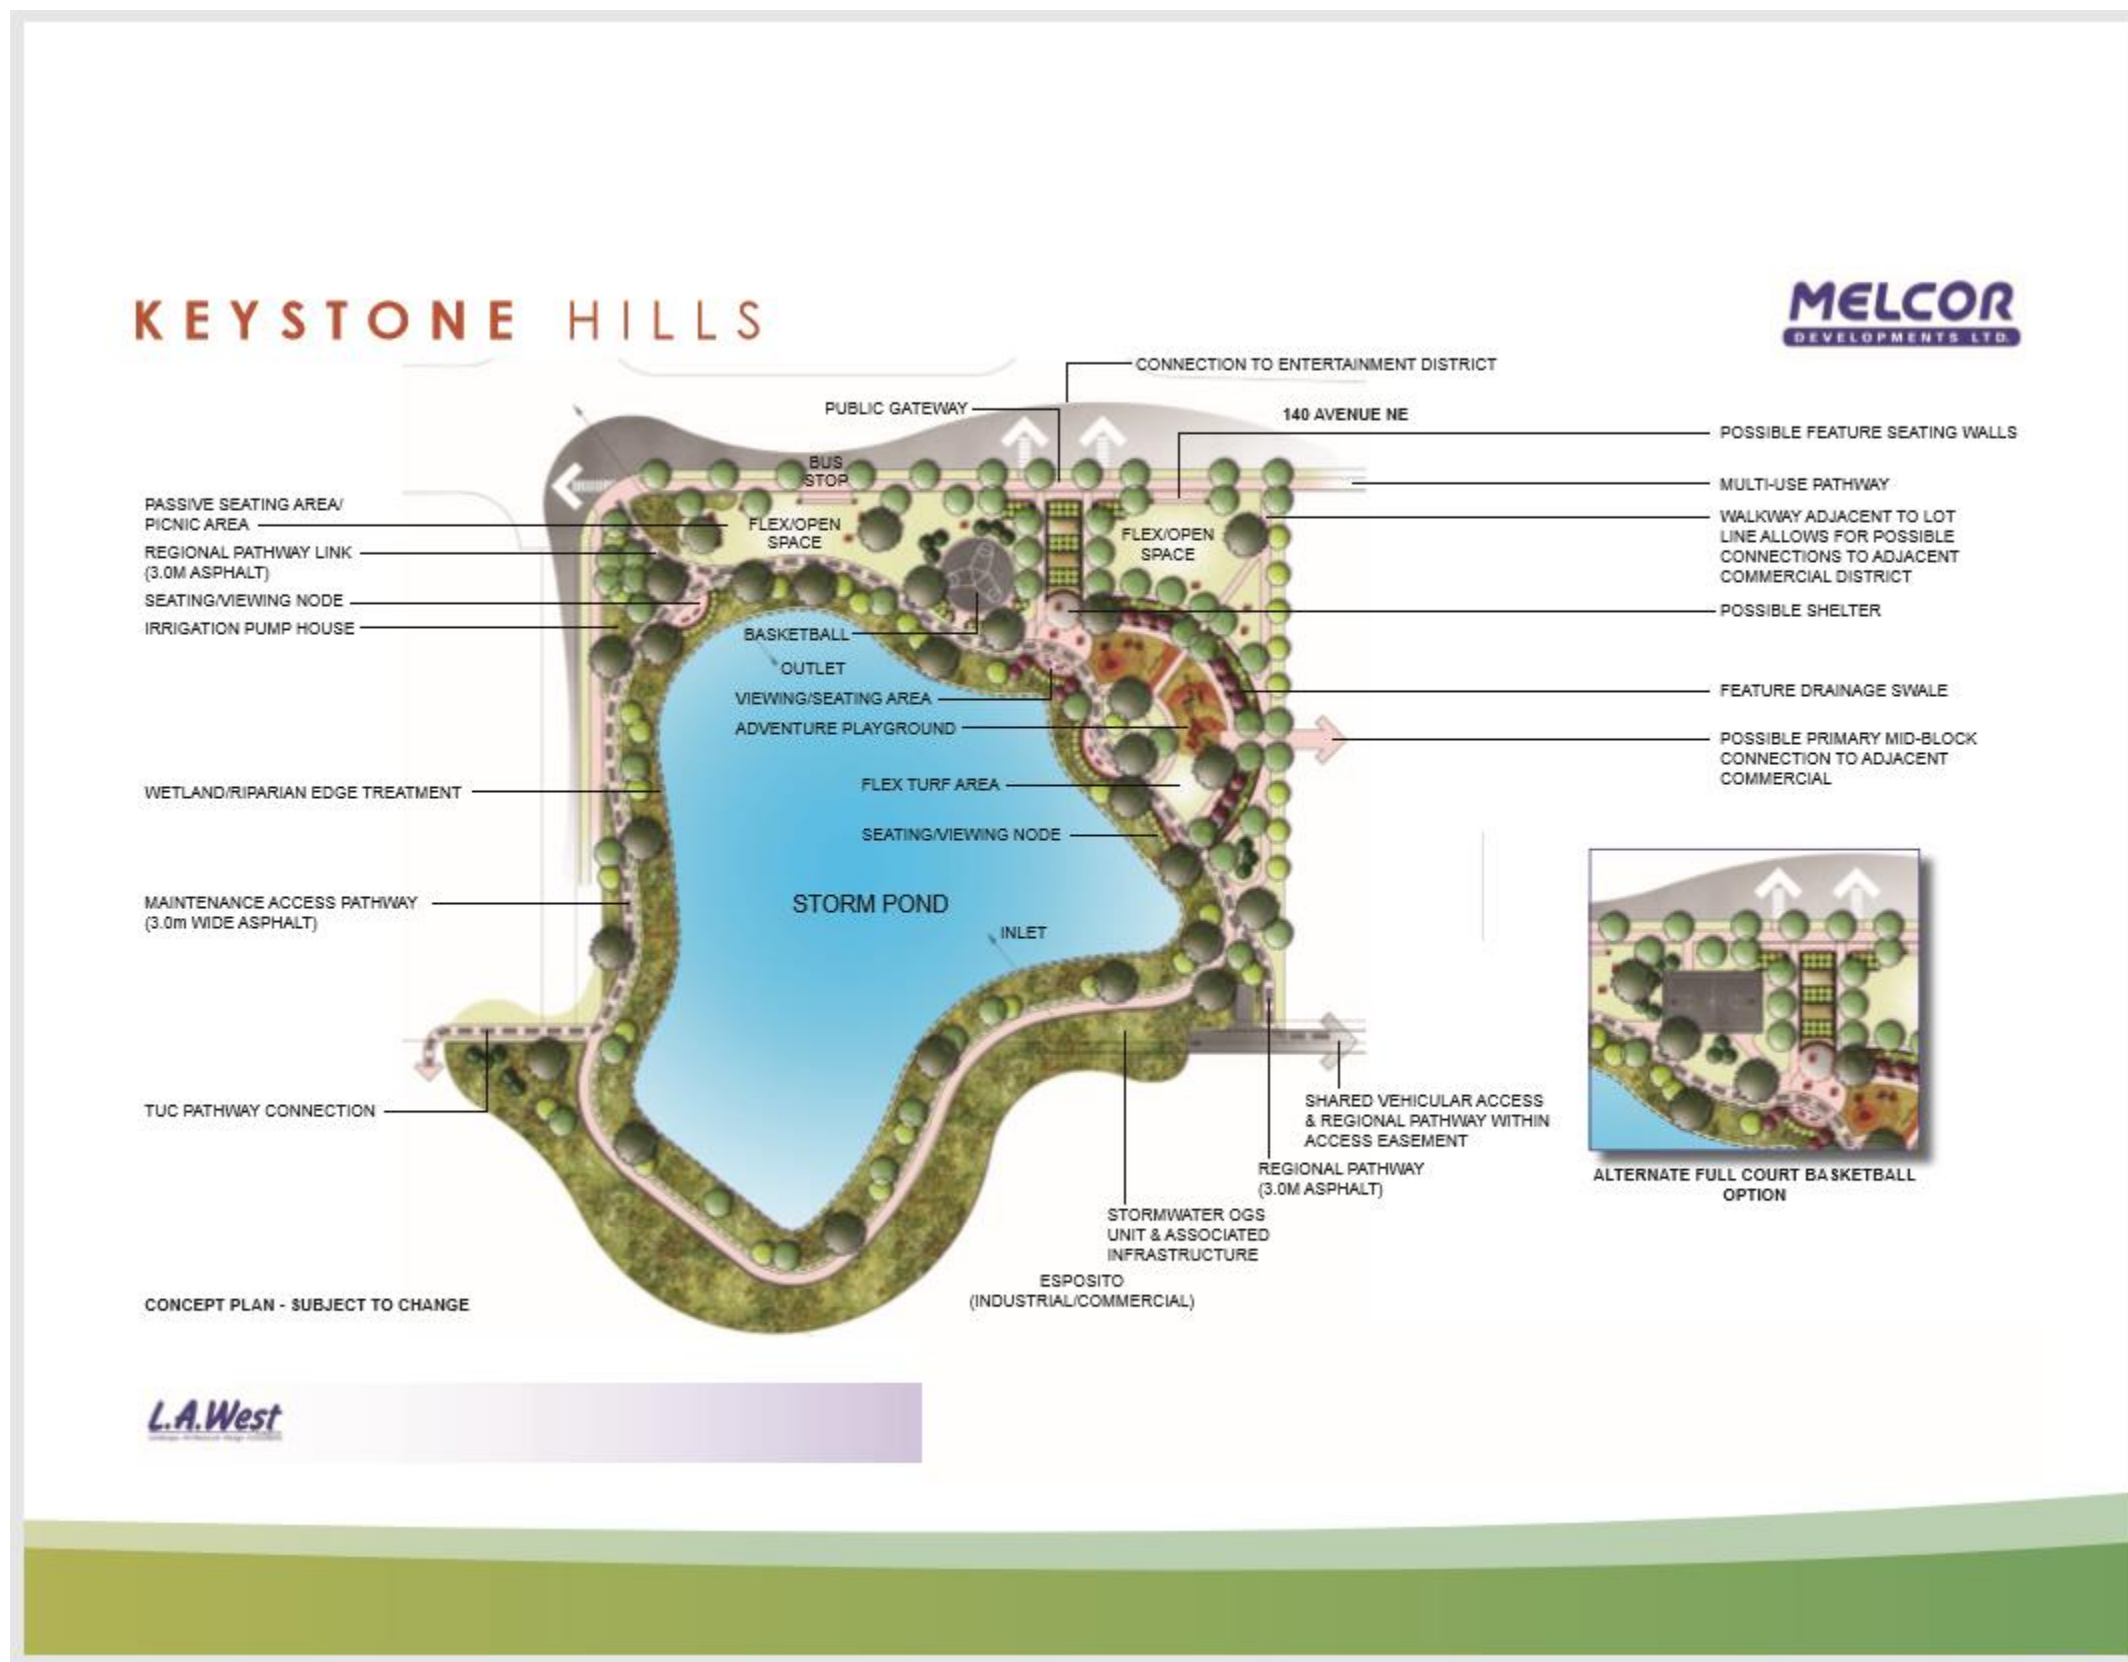 KEYSTONE HILLS
MELCOR
DEVELOPMENTS LTD.
CONNECTION TO ENTERTAINMENT DISTRICT
PUBLIC GATEWAY
140 AVENUE NE
POSSIBLE FEATURE SEATING WALLS
BUS
STOP
MULTI-USE PATHWAY
PASSIVE SEATING AREA/
PICNIC AREA
FLEX/OPEN
SPACE
FLEX/OPEN
SPACE
WALKWAY ADJACENT TO LOT
LINE ALLOWS FOR POSSIBLE
CONNECTIONS TO ADJACENT
COMMERCIAL DISTRICT
REGIONAL PATHWAY LINK
(3.0M ASPHALT)
SEATING/VIEWING NODE
POSSIBLE SHELTER
IRRIGATION PUMP HOUSE
BASKETBALL
OUTLET
VIEWING/SEATING AREA
FEATURE DRAINAGE SWALE
ADVENTURE PLAYGROUND
POSSIBLE PRIMARY MID-BLOCK
CONNECTION TO ADJACENT
COMMERCIAL
WETLAND/RIPARIAN EDGE TREATMENT
FLEX TURF AREA
SEATING/VIEWING NODE
MAINTENANCE ACCESS PATHWAY
(3.0m WIDE ASPHALT)
STORM POND
INLET
TUC PATHWAY CONNECTION
SHARED VEHICULAR ACCESS
& REGIONAL PATHWAY WITHIN
ACCESS EASEMENT
REGIONAL PATHWAY
(3.0M ASPHALT)
ALTERNATE FULL COURT BASKETBALL
OPTION
STORMWATER OGS
UNIT & ASSOCIATED
INFRASTRUCTURE
ESPOSITO
(INDUSTRIAL/COMMERCIAL)
CONCEPT PLAN - SUBJECT TO CHANGE
L.A.West